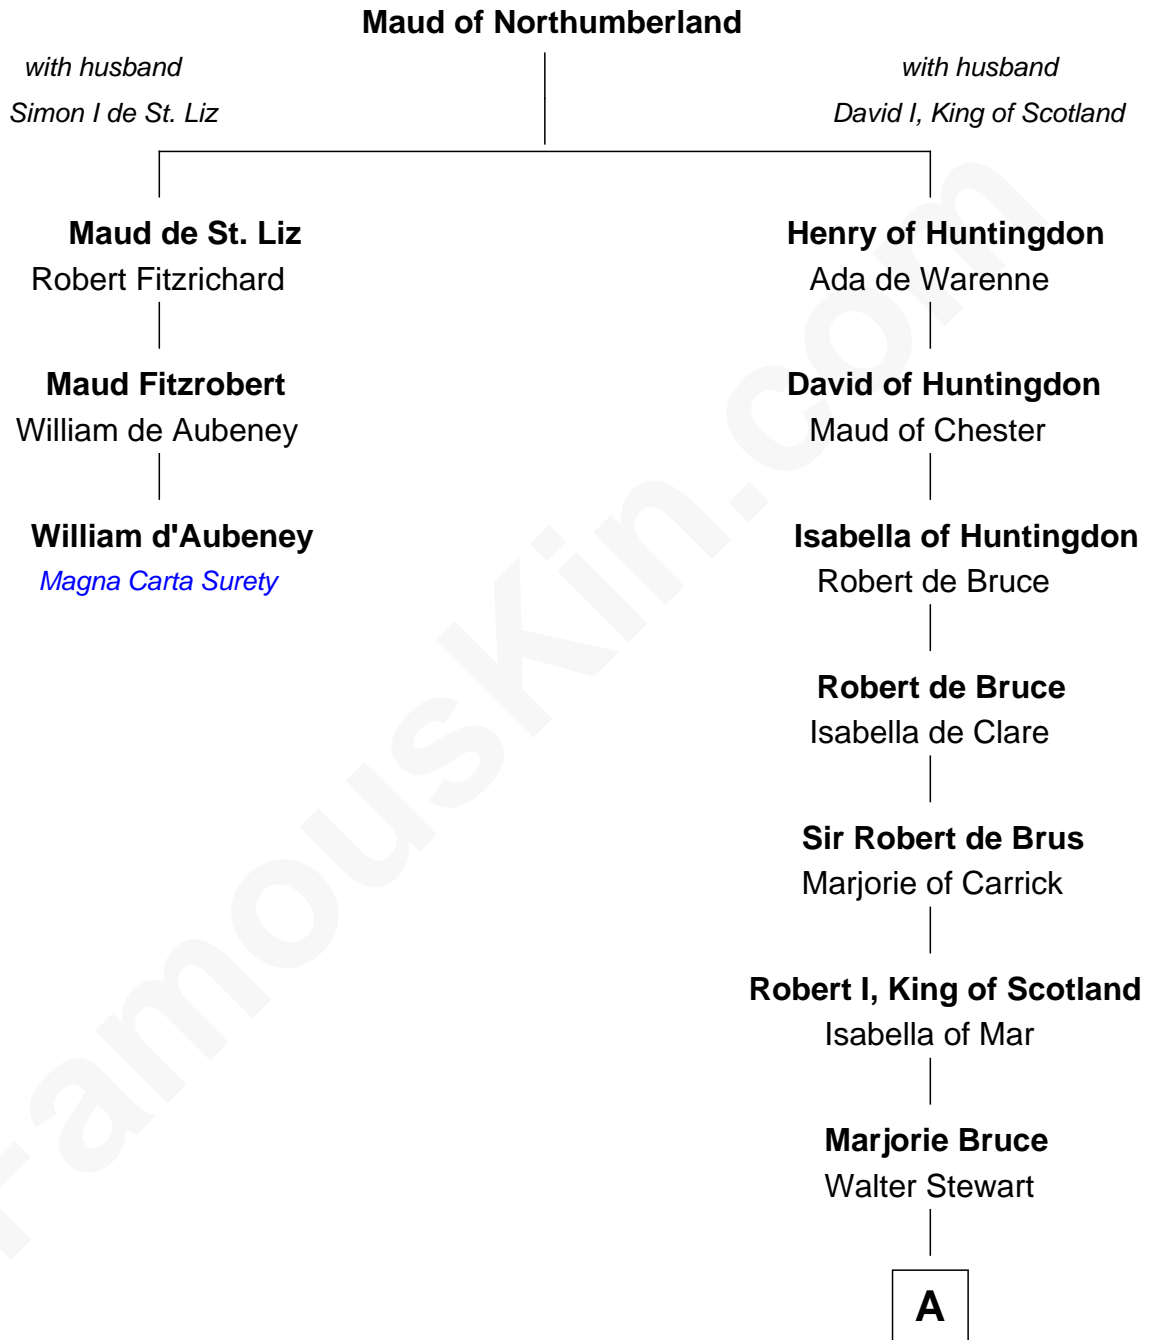 Maud of Northumberland
with husband
Simon I de St. Liz
with husband
David I, King of Scotland
Maud de St. Liz
Robert Fitzrichard
Henry of Huntingdon
Ada de Warenne
Maud Fitzrobert
William de Aubeney
David of Huntingdon
Maud of Chester
William d'Aubeney
Magna Carta Surety
Isabella of Huntingdon
Robert de Bruce
Robert de Bruce
Isabella de Clare
Sir Robert de Brus
Marjorie of Carrick
Robert I, King of Scotland
Isabella of Mar
Marjorie Bruce
Walter Stewart
A
FamousKin.com